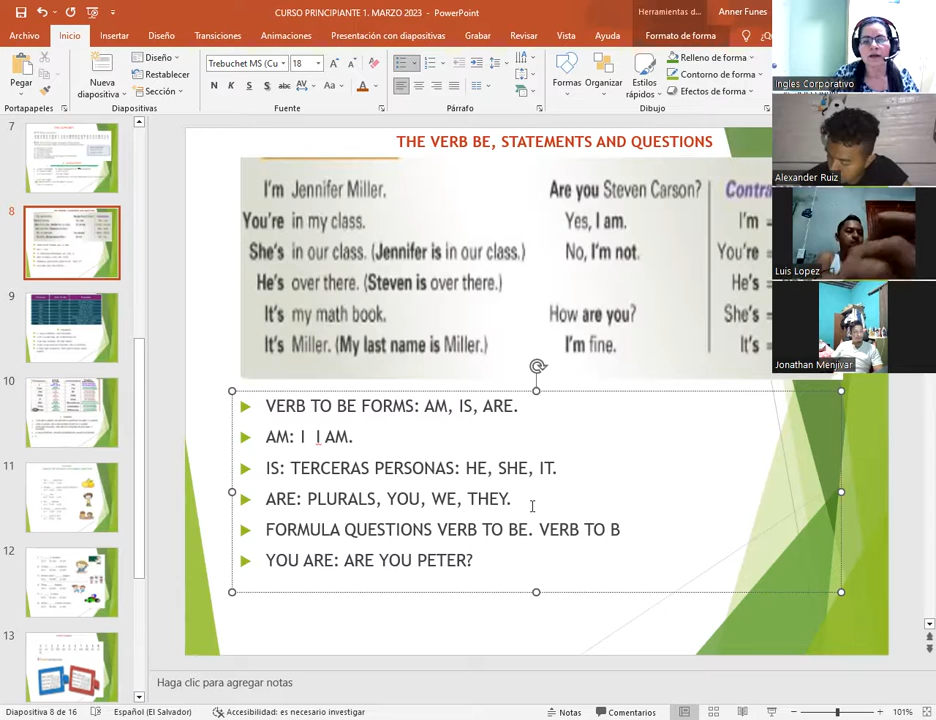 CURSO PRINCIPIANTE 1. MARZO 2023 - PowerPoint
Herramientas d...
Anner Funes
Archivo Inicio Insertar Diseño Transiciones Animaciones Presentación con diapositivas Grabar Revisar Vista Ayuda Formato de forma
Pegar
Nueva diapositiva
Diseño
Restablecer
Sección
Trebuchet MS (Cu 18
N K S S ab AV Aa A
Formas Organizar Estilos rápidos
Relleno de forma
Contorno de forma
Efectos de forma
Portapapeles Diapositivas Fuente Párrafo Dibujo
Ingles Corporativo
Alexander Ruiz
Luis Lopez
Jonathan Menjivar
7
8
9
10
11
12
13
THE VERB BE, STATEMENTS AND QUESTIONS
I'm Jennifer Miller.
You're in my class.
She's in our class. (Jennifer is in our class.)
He's over there. (Steven is over there.)
It's my math book.
It's Miller. (My last name is Miller.)
Are you Steven Carson?
Yes, I am.
No, I'm not.
How are you?
I'm fine.
Contra
I'm =
You're =
He's =
She's =
It's =
VERB TO BE FORMS: AM, IS, ARE.
AM: I I AM.
IS: TERCERAS PERSONAS: HE, SHE, IT.
ARE: PLURALS, YOU, WE, THEY.
FORMULA QUESTIONS VERB TO BE. VERB TO B
YOU ARE: ARE YOU PETER?
Haga clic para agregar notas
Diapositiva 8 de 16 Español (El Salvador) Accesibilidad: es necesario investigar Notas Comentarios 101%